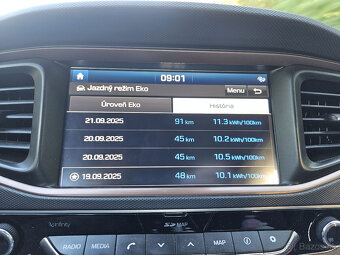 09:01
Jazdný režim Eko
Menu
Úroveň Eko
História
21.09.2025 91 km 11.3 kWh/100km
20.09.2025 45 km 10.2 kWh/100km
20.09.2025 45 km 10.5 kWh/100km
19.09.2025 48 km 10.1 kWh/100km
infinity
MAP
RADIO MEDIA MAP